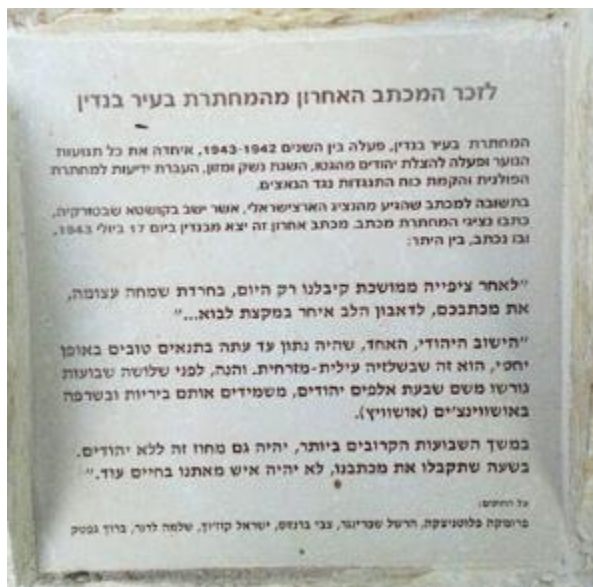 לזכר המכתב האחרון מהמחתרת בעיר בנדין
המחתרת בעיר בנדין, פעלה בין השנים 1943-1942, איחדה את כל תנועות
הנוער ופעלה להצלת יהודים מהגטו, השגת נשק ומזון, העברת ידיעות למחתרת
הפולנית והקמת כוח התנגדות נגד הנאצים.
בתשובה למכתב שהגיע מהנציג הארצישראלי, אשר ישב בקושטא שבטורקיה,
כתבו נציגי המחתרת מכתב. מכתב אחרון זה יצא מבנדין ביום 17 ביולי 1943,
ובו נכתב, בין היתר:
"לאחר ציפייה ממושכת קיבלנו רק היום, בחרדת שמחה עצומה,
את מכתבכם, לדאבון הלב איחר במקצת לבוא..."
"הישוב היהודי, האחד, שהיה נתון עד עתה בתנאים טובים באופן
יחסי, הוא זה שבשלזיה עילית-מזרחית. והנה, לפני שלושה שבועות
גורשו משם שבעת אלפים יהודים, משמידים אותם ביריות ובשרפה
באושווינצ'ים (אושוויץ).
במשך השבועות הקרובים ביותר, יהיה גם מחוז זה ללא יהודים.
בשעה שתקבלו את מכתבנו, לא יהיה איש מאתנו בחיים עוד."
על החתום:
פרומקה פלוטניצקה, הרשל שפרינגר, צבי ברנדס, ישראל קוז'וך, שלמה לרנר, ברוך גפטק